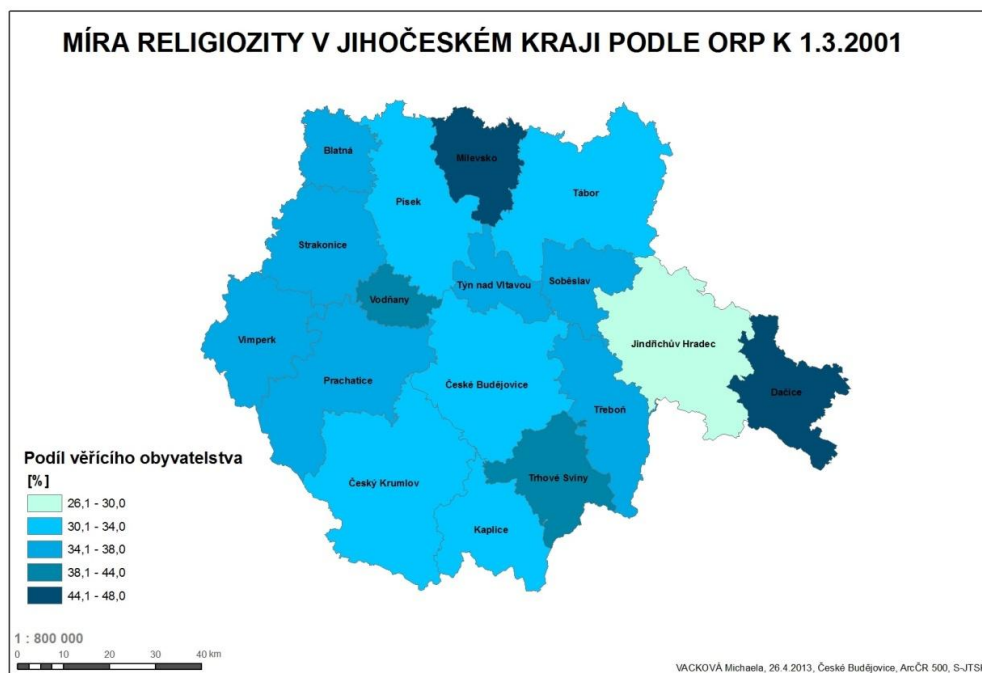 MÍRA RELIGIOZITY V JIHOČESKÉM KRAJI PODLE ORP K 1.3.2001
Blatná
Milevsko
Písek
Tábor
Strakonice
Soběslav
Týn nad Vltavou
Vodňany
Vimperk
Jindřichův Hradec
Prachatice
České Budějovice
Dačice
Třeboň
Trhové Sviny
Český Krumlov
Kaplice
Podíl věřícího obyvatelstva
[%]
26,1 - 30,0
30,1 - 34,0
34,1 - 38,0
38,1 - 44,0
44,1 - 48,0
1 : 800 000
0 10 20 30 40 km
VACKOVÁ Michaela, 26.4.2013, České Budějovice, ArcČR 500, S-JTSK